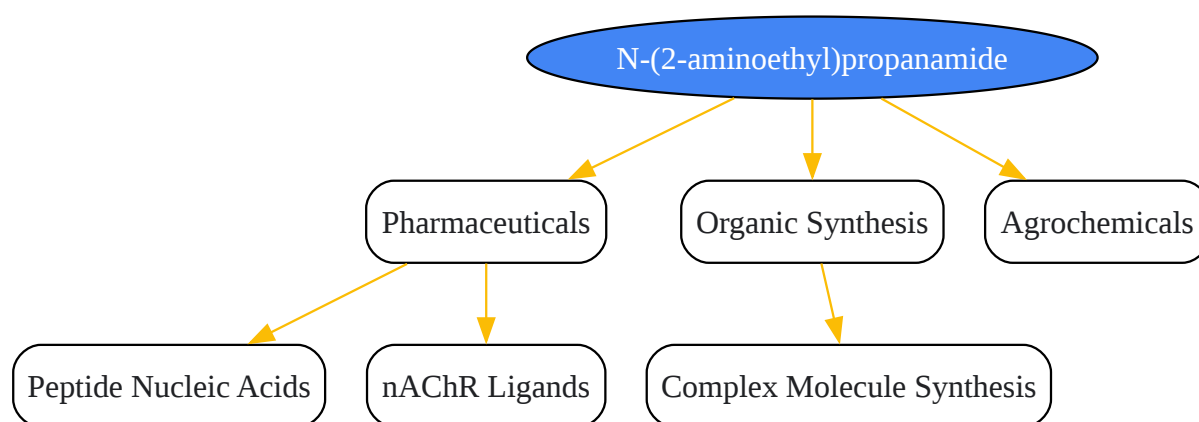 N-(2-aminoethyl)propanamide
Pharmaceuticals
Organic Synthesis
Agrochemicals
Peptide Nucleic Acids
nAChR Ligands
Complex Molecule Synthesis